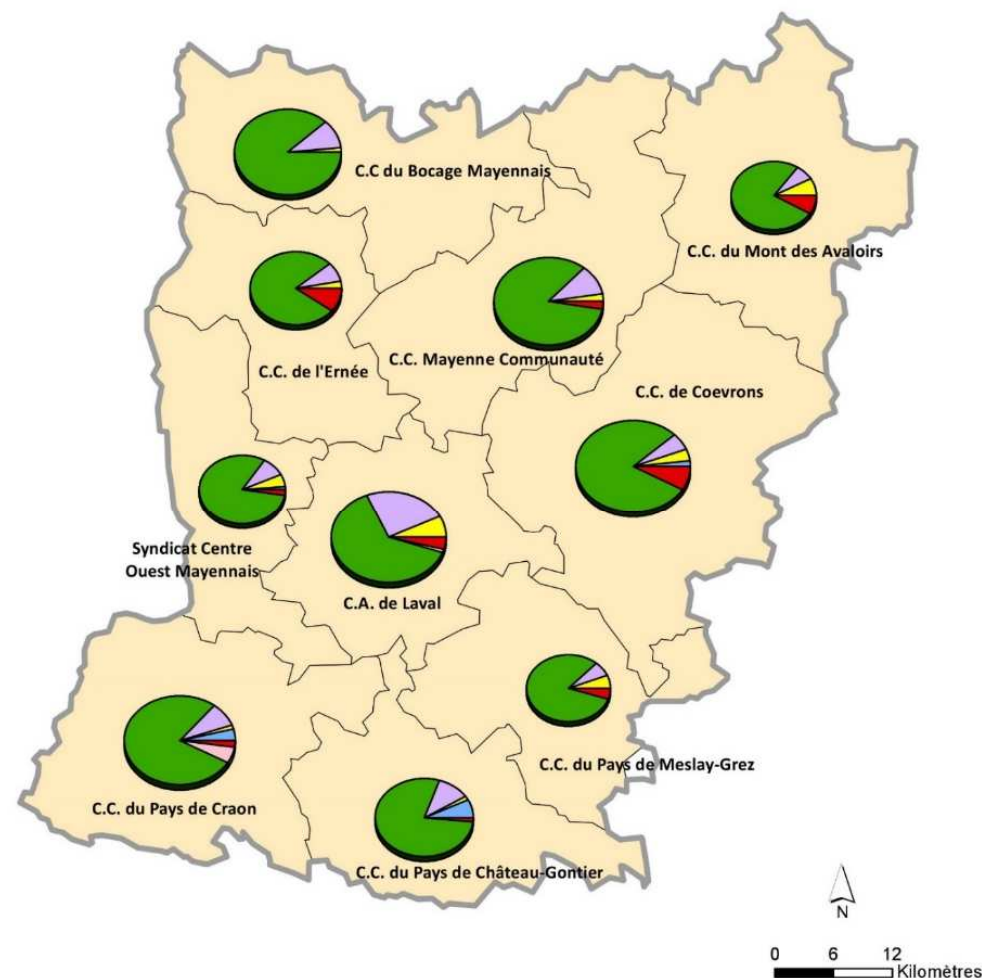 C.C du Bocage Mayennais
C.C. du Mont des Avaloirs
C.C. Mayenne Communauté
C.C. de l'Ernée
C.C. de Coevrons
Syndicat Centre
Ouest Mayennais
C.A. de Laval
C.C. du Pays de Meslay-Grez
C.C. du Pays de Craon
C.C. du Pays de Château-Gontier
N
0 6 12
Kilomètres